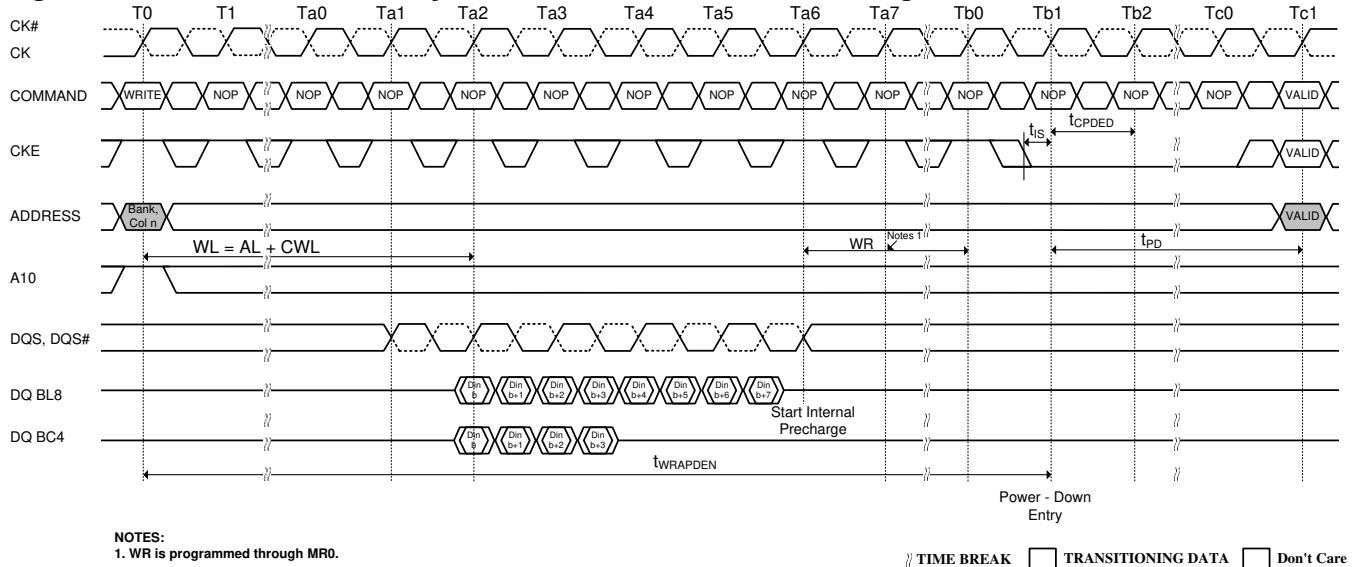 T0 T1 Ta0 Ta1 Ta2 Ta3 Ta4 Ta5 Ta6 Ta7 Tb0 Tb1 Tb2 Tc0 Tc1
CK#
CK
COMMAND WRITE NOP NOP NOP NOP NOP NOP NOP NOP NOP NOP NOP NOP NOP VALID
tIS tCPDED
CKE VALID
ADDRESS Bank, Col n VALID
WL = AL + CWL WR Notes 1 tPD
A10
DQS, DQS#
DQ BL8 Din b Din b+1 Din b+2 Din b+3 Din b+4 Din b+5 Din b+6 Din b+7
Start Internal
Precharge
DQ BC4 Din b Din b+1 Din b+2 Din b+3
tWRAPDEN
Power - Down
Entry
NOTES:
1. WR is programmed through MR0.
TIME BREAK TRANSITIONING DATA Don't Care